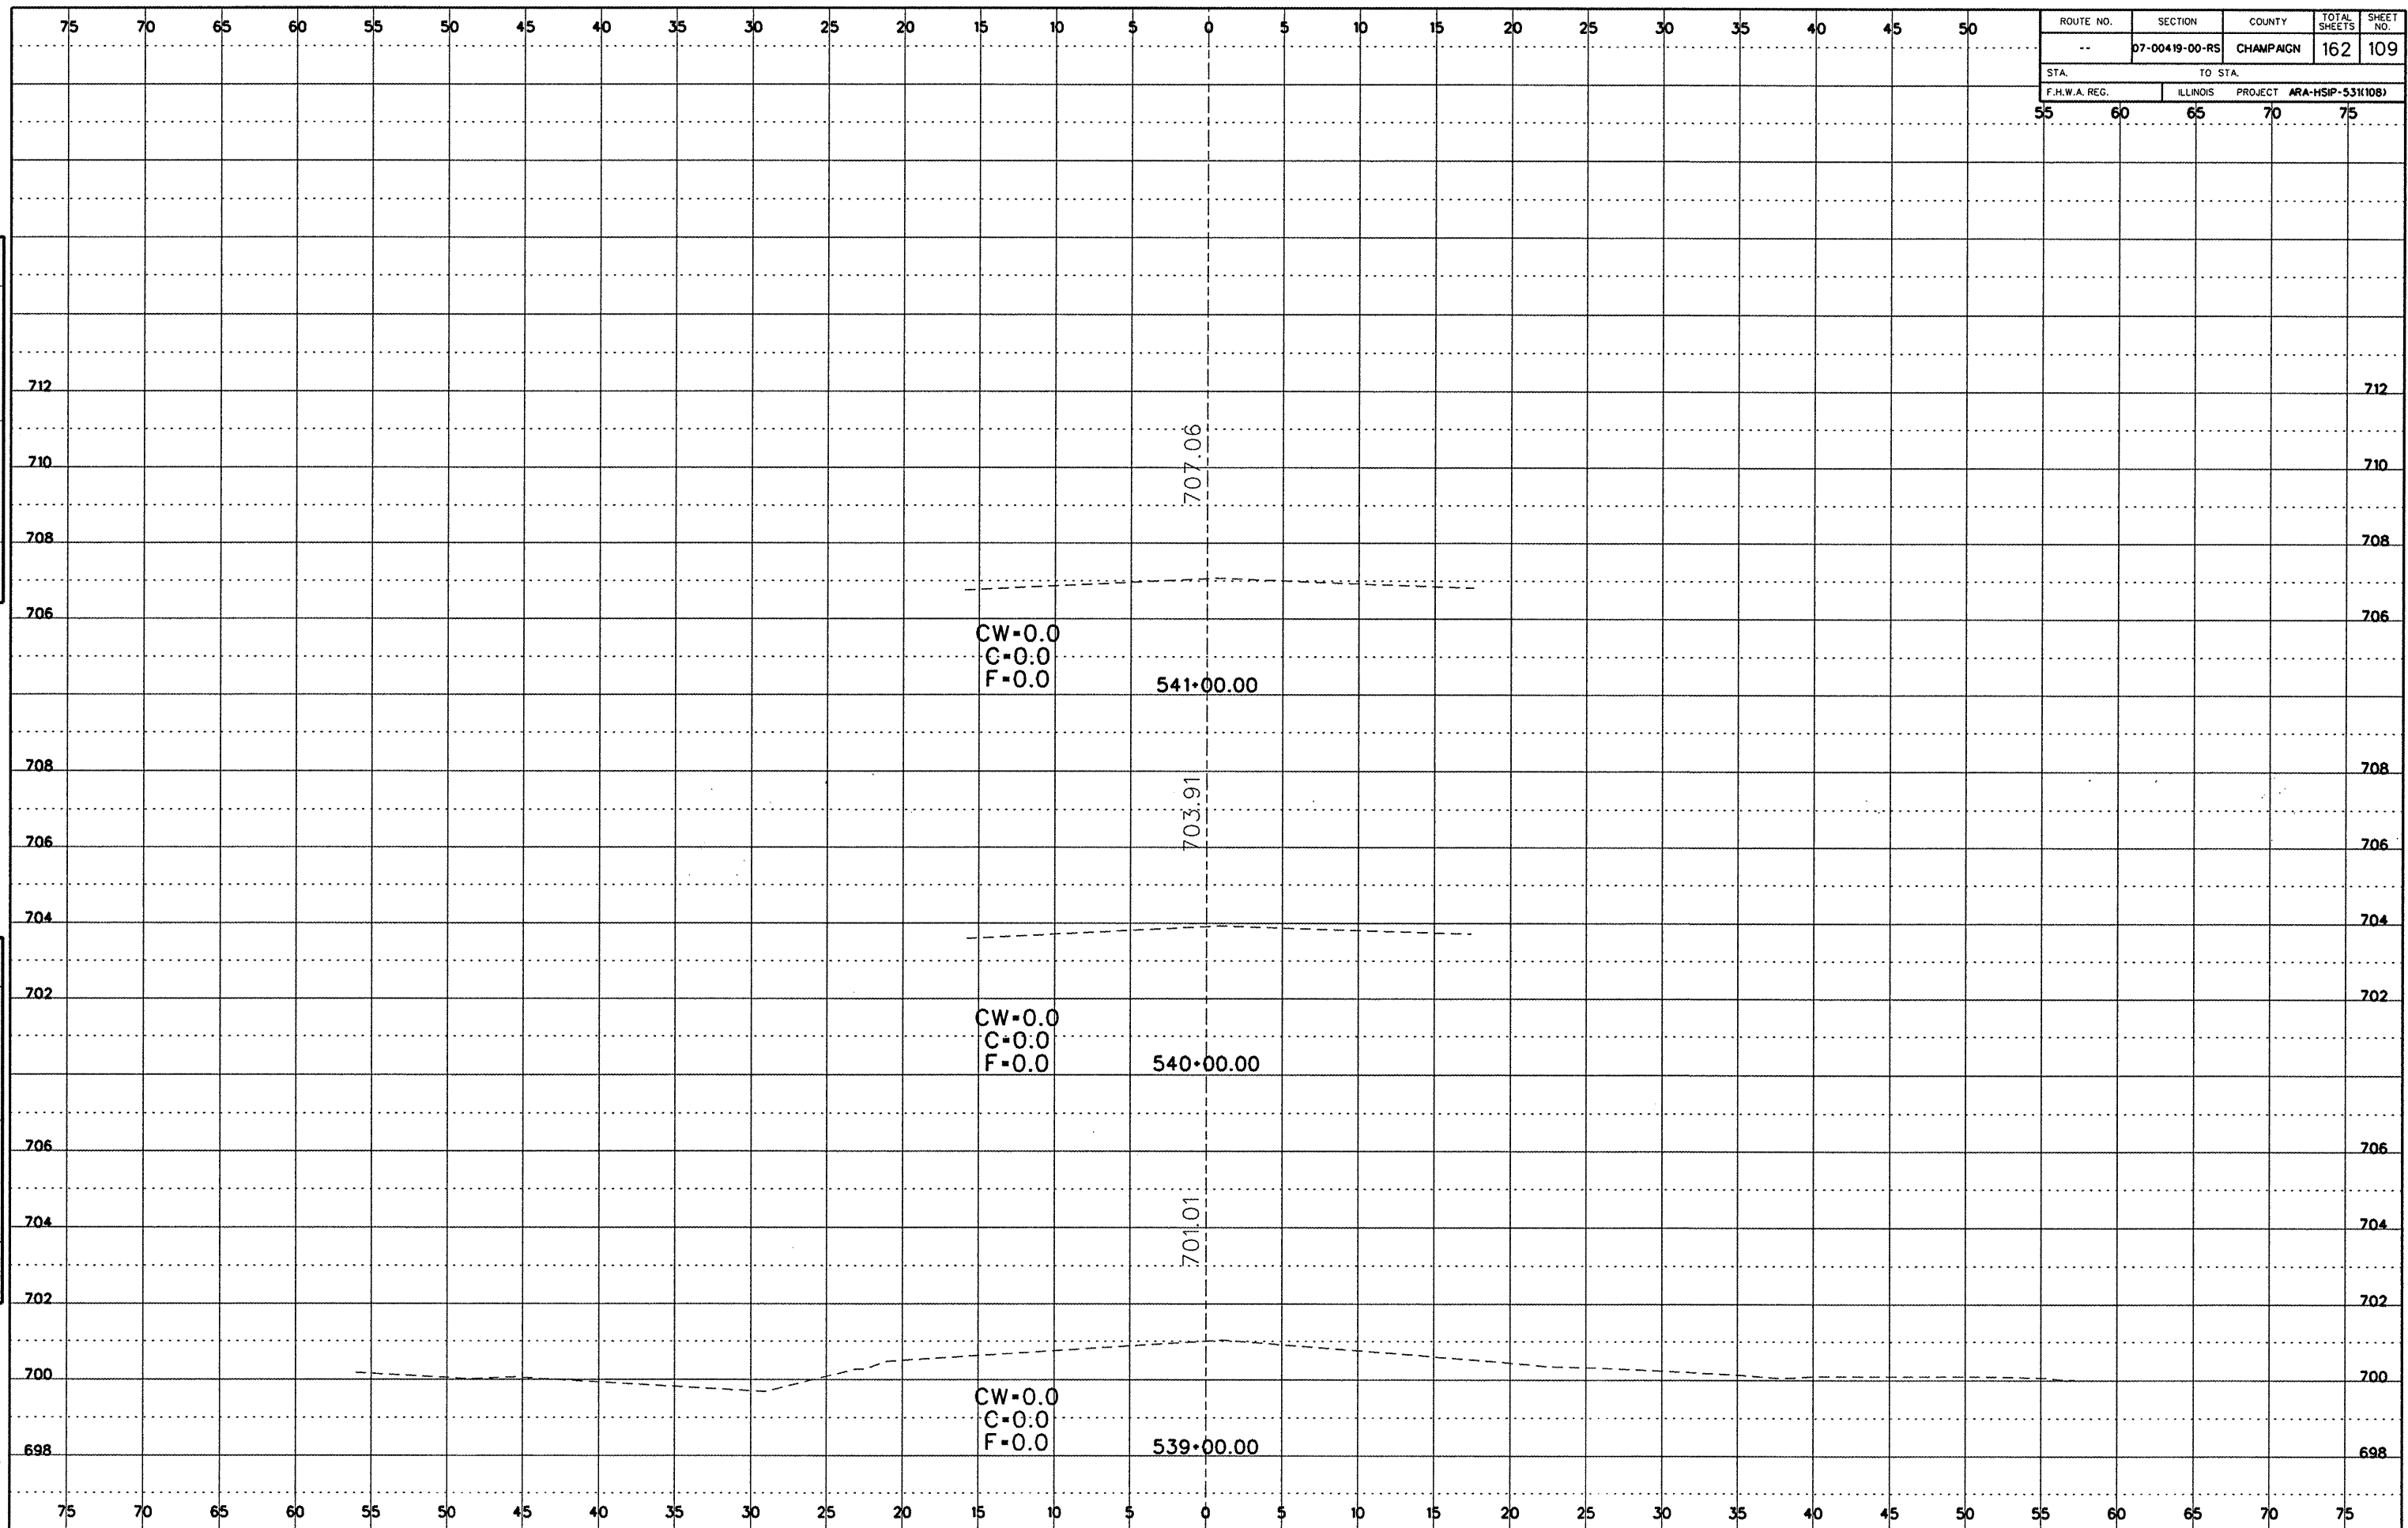 75 70 65 60 55 50 45 40 35 30 25 20 15 10 5 0 5 10 15 20 25 30 35 40 45 50
ROUTE NO. SECTION COUNTY TOTAL SHEETS SHEET NO.
-- 07-00419-00-RS CHAMPAIGN 162 109
STA. TO STA.
F.H.W.A. REG. ILLINOIS PROJECT ARA-HSIP-531(108)
55 60 65 70 75
712 712
707.06
710 710
708 708
706 706
CW=0.0
C=0.0
F=0.0 541+00.00
708 708
703.91
706 706
704 704
702 702
CW=0.0
C=0.0
F=0.0 540+00.00
706 706
701.01
704 704
702 702
700 700
CW=0.0
C=0.0
F=0.0 539+00.00
698 698
75 70 65 60 55 50 45 40 35 30 25 20 15 10 5 0 5 10 15 20 25 30 35 40 45 50 55 60 65 70 75